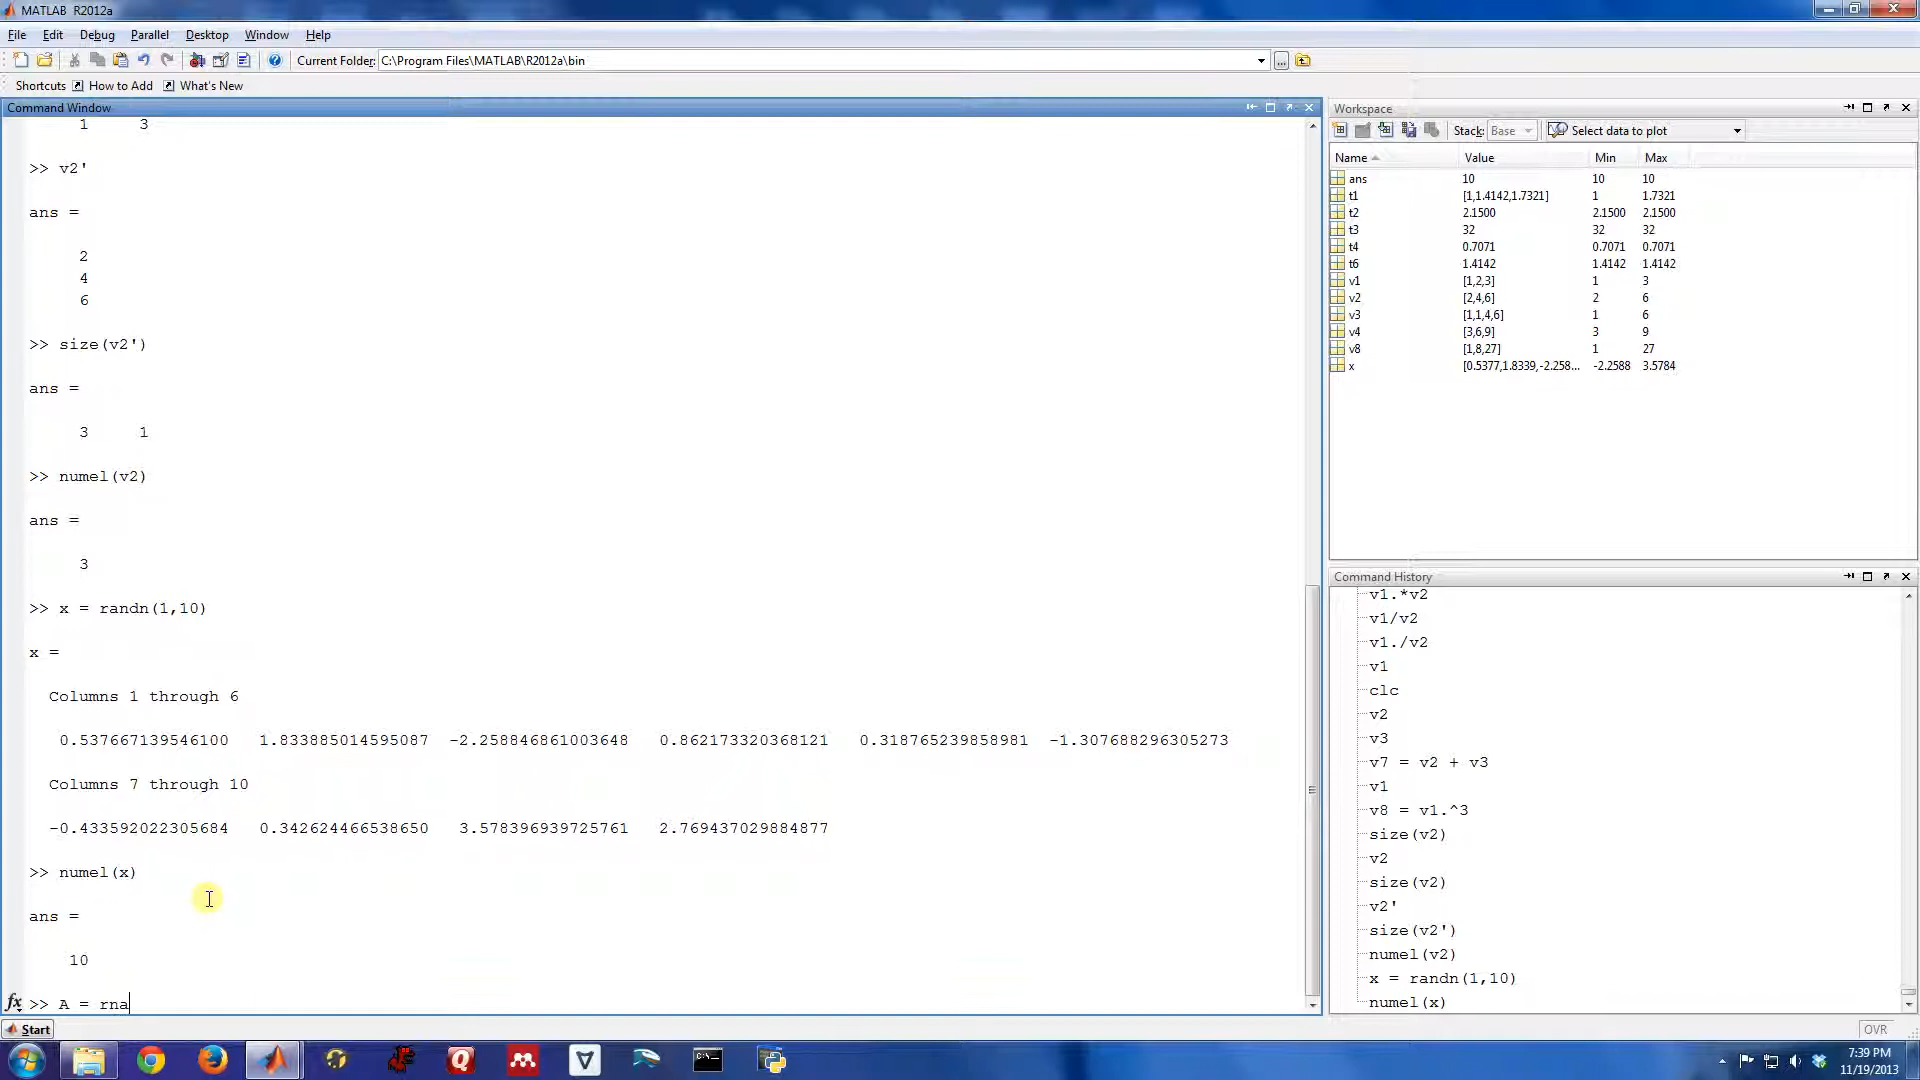 MATLAB R2012a
File Edit Debug Parallel Desktop Window Help
Current Folder: C:\Program Files\MATLAB\R2012a\bin
Shortcuts How to Add What's New
Command Window
1 3
>> v2'
ans =
2
4
6
>> size(v2')
ans =
3 1
>> numel(v2)
ans =
3
>> x = randn(1,10)
x =
Columns 1 through 6
0.537667139546100 1.833885014595087 -2.258846861003648 0.862173320368121 0.318765239858981 -1.307688296305273
Columns 7 through 10
-0.433592022305684 0.342624466538650 3.578396939725761 2.769437029884877
>> numel(x)
ans =
10
fx >> A = rna
Workspace
Stack: Base Select data to plot
Name Value Min Max
ans 10 10 10
t1 [1,1.4142,1.7321] 1 1.7321
t2 2.1500 2.1500 2.1500
t3 32 32 32
t4 0.7071 0.7071 0.7071
t6 1.4142 1.4142 1.4142
v1 [1,2,3] 1 3
v2 [2,4,6] 2 6
v3 [1,1,4,6] 1 6
v4 [3,6,9] 3 9
v8 [1,8,27] 1 27
x [0.5377,1.8339,-2.258... -2.2588 3.5784
Command History
v1.*v2
v1/v2
v1./v2
v1
clc
v2
v3
v7 = v2 + v3
v1
v8 = v1.^3
size(v2)
v2
size(v2)
v2'
size(v2')
numel(v2)
x = randn(1,10)
numel(x)
Start
OVR
7:39 PM
11/19/2013